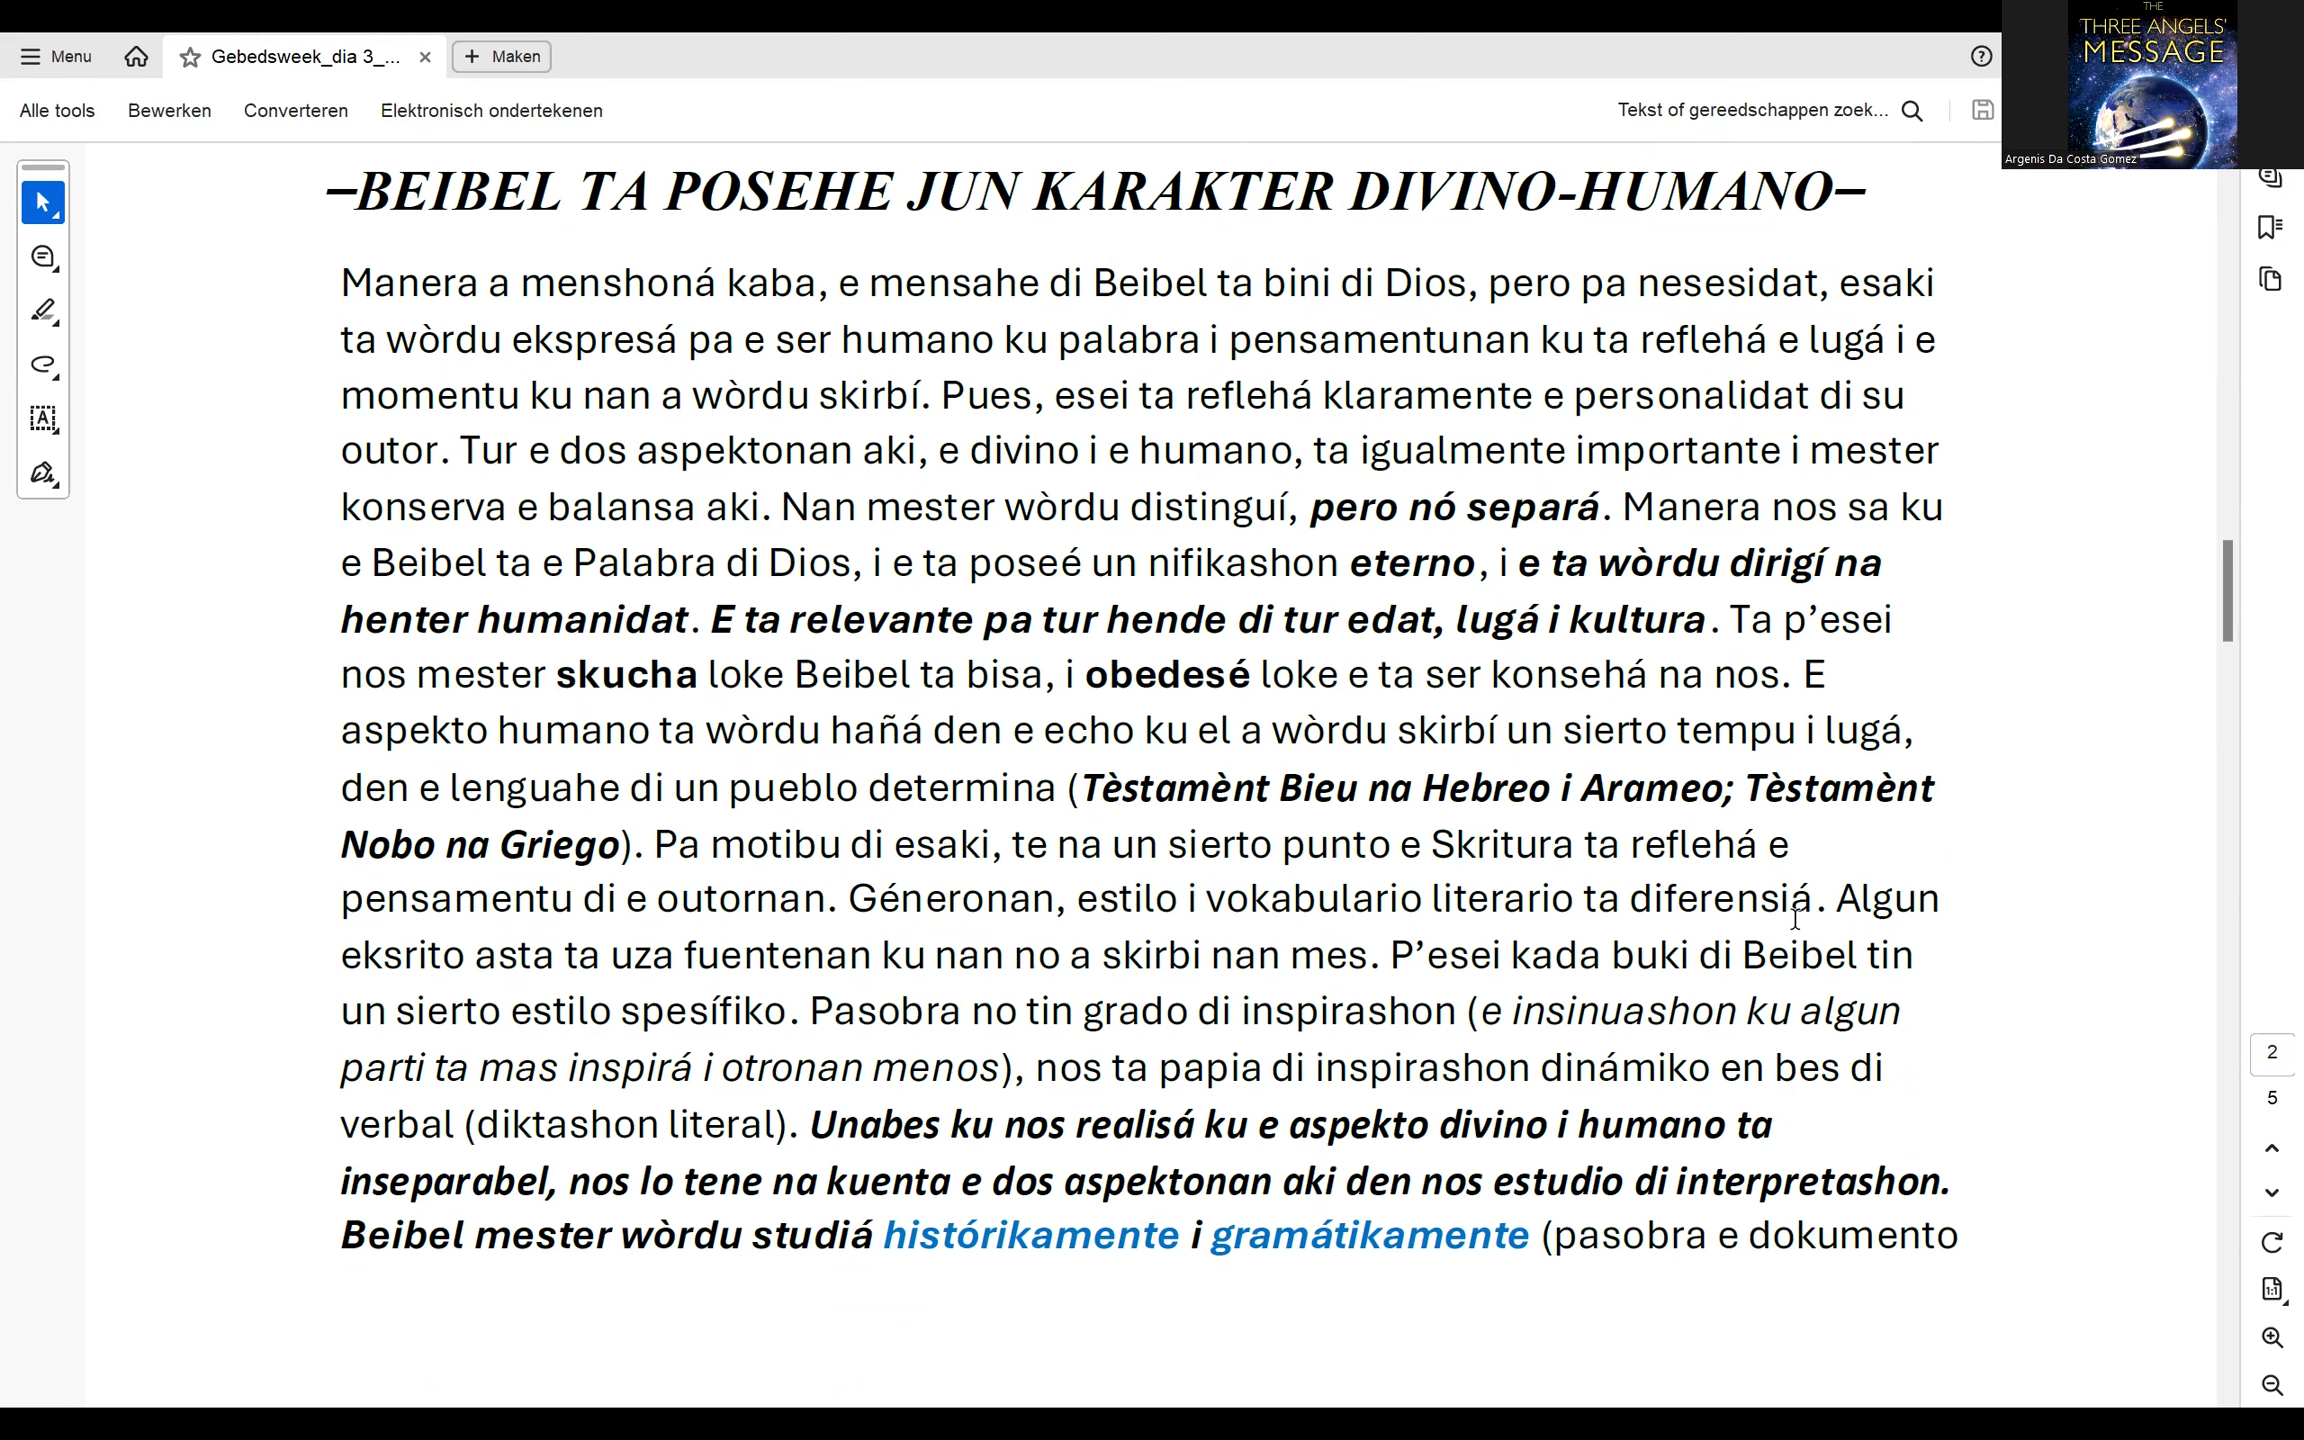 THE
THREE ANGELS'
MESSAGE
Argenis Da Costa Gomez
Menu
Gebedsweek_dia 3_...
Maken
Alle tools
Bewerken
Converteren
Elektronisch ondertekenen
Tekst of gereedschappen zoek...
–BEIBEL TA POSEHE JUN KARAKTER DIVINO-HUMANO–
Manera a menshoná kaba, e mensahe di Beibel ta bini di Dios, pero pa nesesidat, esaki
ta wòrdu ekspresá pa e ser humano ku palabra i pensamentunan ku ta reflehá e lugá i e
momentu ku nan a wòrdu skirbí. Pues, esei ta reflehá klaramente e personalidat di su
outor. Tur e dos aspektonan aki, e divino i e humano, ta igualmente importante i mester
konserva e balansa aki. Nan mester wòrdu distinguí, pero nó separá. Manera nos sa ku
e Beibel ta e Palabra di Dios, i e ta poseé un nifikashon eterno, i e ta wòrdu dirigí na
henter humanidat. E ta relevante pa tur hende di tur edat, lugá i kultura. Ta p’esei
nos mester skucha loke Beibel ta bisa, i obedesé loke e ta ser konsehá na nos. E
aspekto humano ta wòrdu hañá den e echo ku el a wòrdu skirbí un sierto tempu i lugá,
den e lenguahe di un pueblo determina (Tèstamènt Bieu na Hebreo i Arameo; Tèstamènt
Nobo na Griego). Pa motibu di esaki, te na un sierto punto e Skritura ta reflehá e
pensamentu di e outornan. Géneronan, estilo i vokabulario literario ta diferensiá. Algun
eksrito asta ta uza fuentenan ku nan no a skirbi nan mes. P’esei kada buki di Beibel tin
un sierto estilo spesífiko. Pasobra no tin grado di inspirashon (e insinuashon ku algun
parti ta mas inspirá i otronan menos), nos ta papia di inspirashon dinámiko en bes di
verbal (diktashon literal). Unabes ku nos realisá ku e aspekto divino i humano ta
inseparabel, nos lo tene na kuenta e dos aspektonan aki den nos estudio di interpretashon.
Beibel mester wòrdu studiá histórikamente i gramátikamente (pasobra e dokumento
2
5
1:1